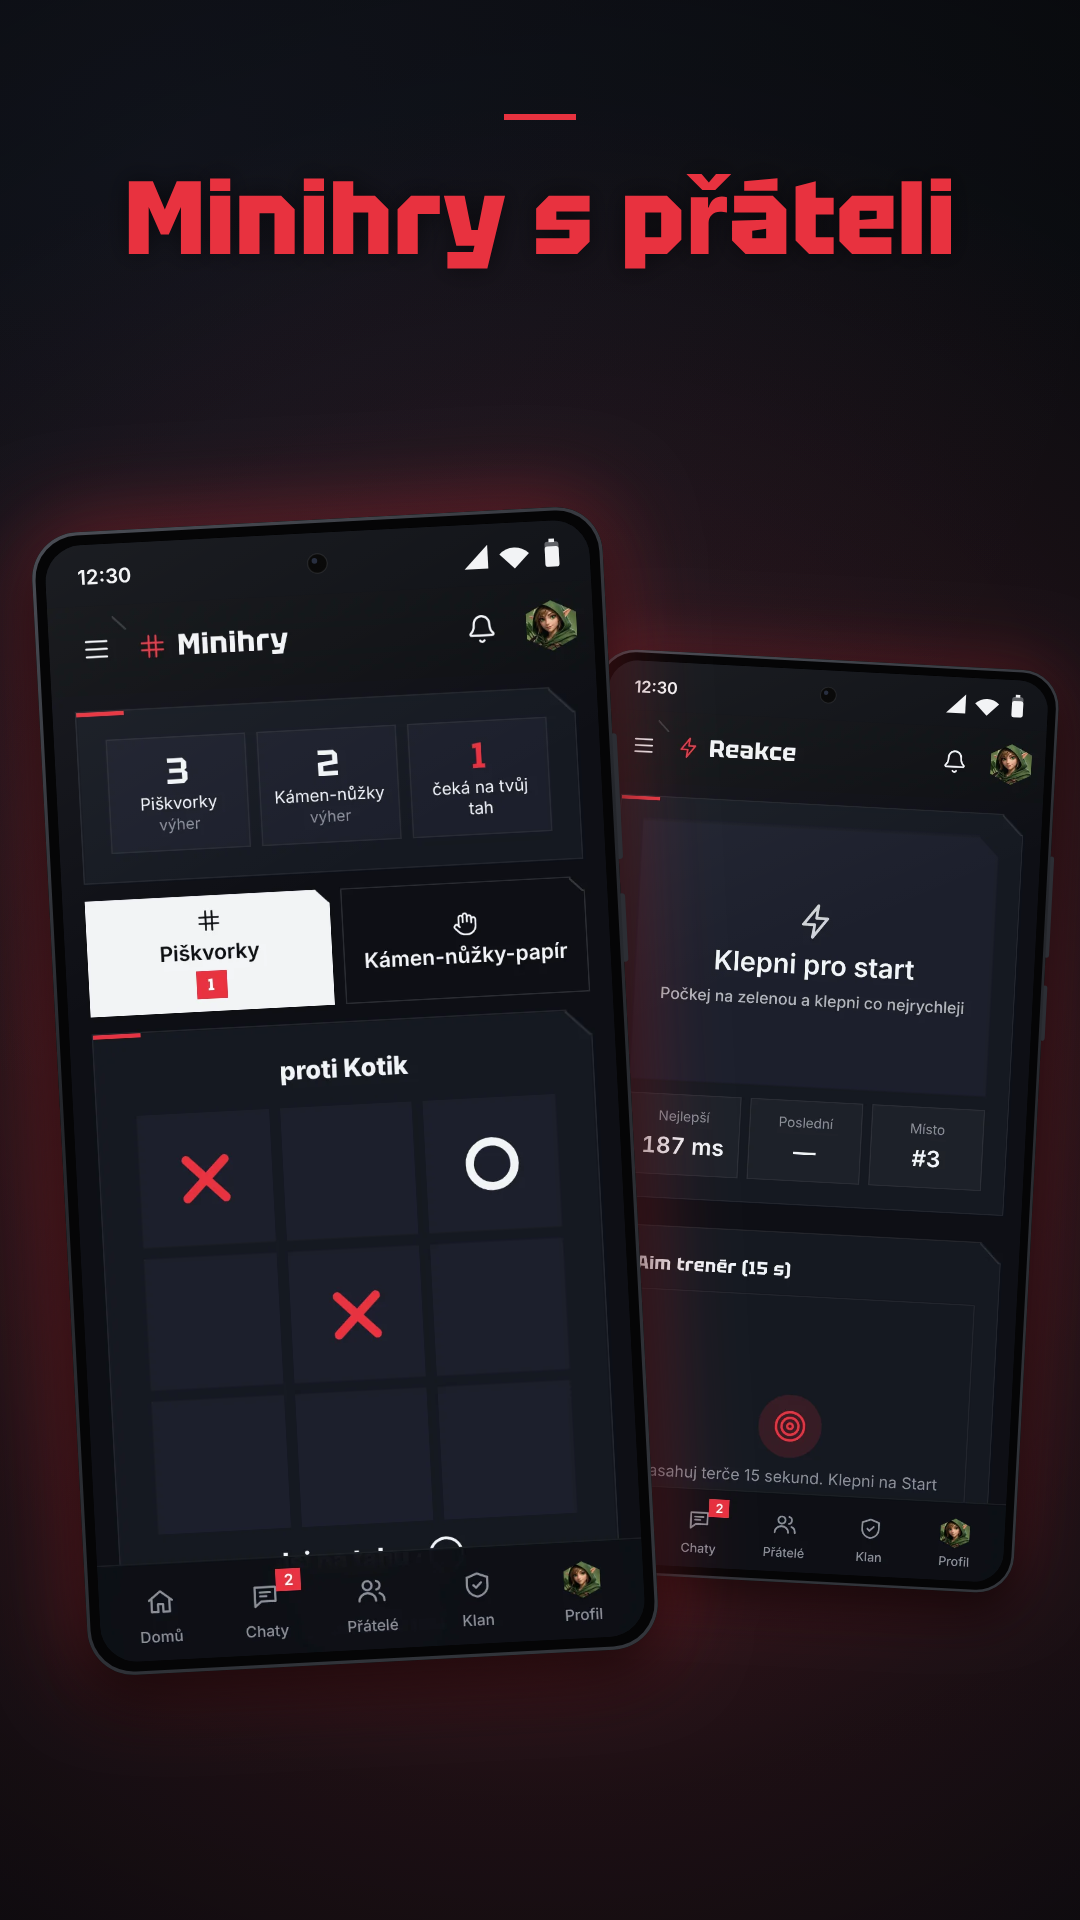 Minihry s přáteli
12:30
Minihry
3
Piškvorky
výher
2
Kámen-nůžky
výher
1
čeká na tvůj
tah
Piškvorky
1
Kámen-nůžky-papír
proti Kotik
Domů
2
Chaty
Přátelé
Klan
Profil
12:30
Reakce
Klepni pro start
Počkej na zelenou a klepni co nejrychleji
Nejlepší
187 ms
Poslední
—
Místo
#3
Aim trenér (15 s)
terče 15 sekund. Klepni na Start
2
Chaty
Přátelé
Klan
Profil